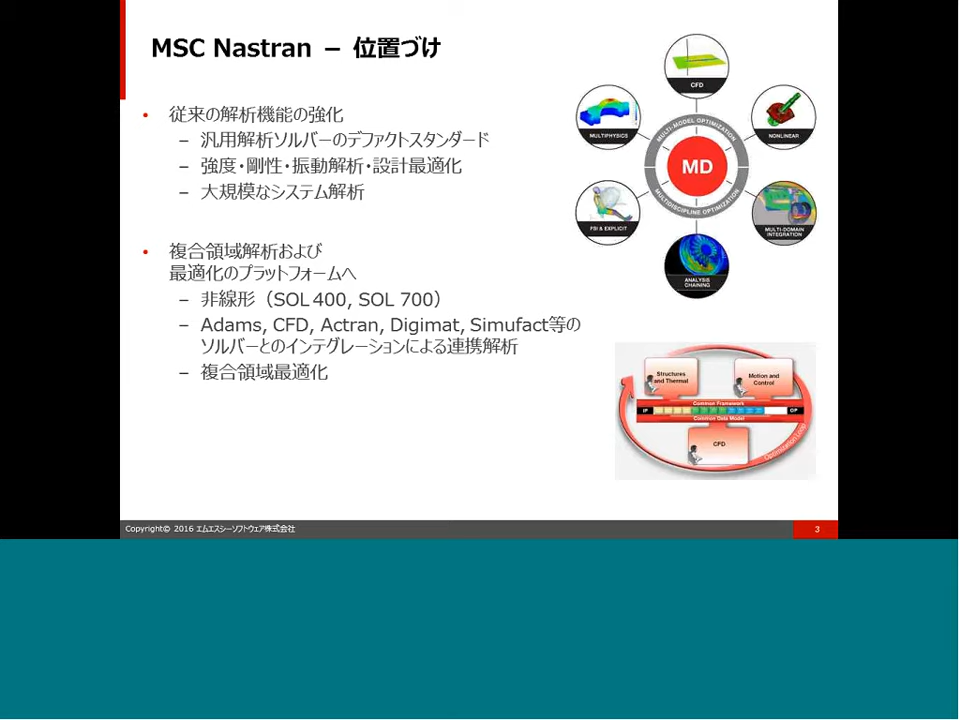 MSC Nastran － 位置づけ
• 従来の解析機能の強化
– 汎用解析ソルバーのデファクトスタンダード
– 強度・剛性・振動解析・設計最適化
– 大規模なシステム解析
• 複合領域解析および
最適化のプラットフォームへ
– 非線形（SOL 400, SOL 700）
– Adams, CFD, Actran, Digimat, Simufact等の
ソルバーとのインテグレーションによる連携解析
– 複合領域最適化
CFD
MULTIPHYSICS
NONLINEAR
MULTI-MODEL OPTIMIZATION
MD
MULTIDISCIPLINE OPTIMIZATION
FSI & EXPLICIT
MULTI-DOMAIN
INTEGRATION
ANALYSIS
CHAINING
Structures
and Thermal
Motion and
Control
Common Framework
IP
OP
Common Data Model
CFD
Optimization Loop
Copyright© 2016 エムエスシーソフトウェア株式会社
3